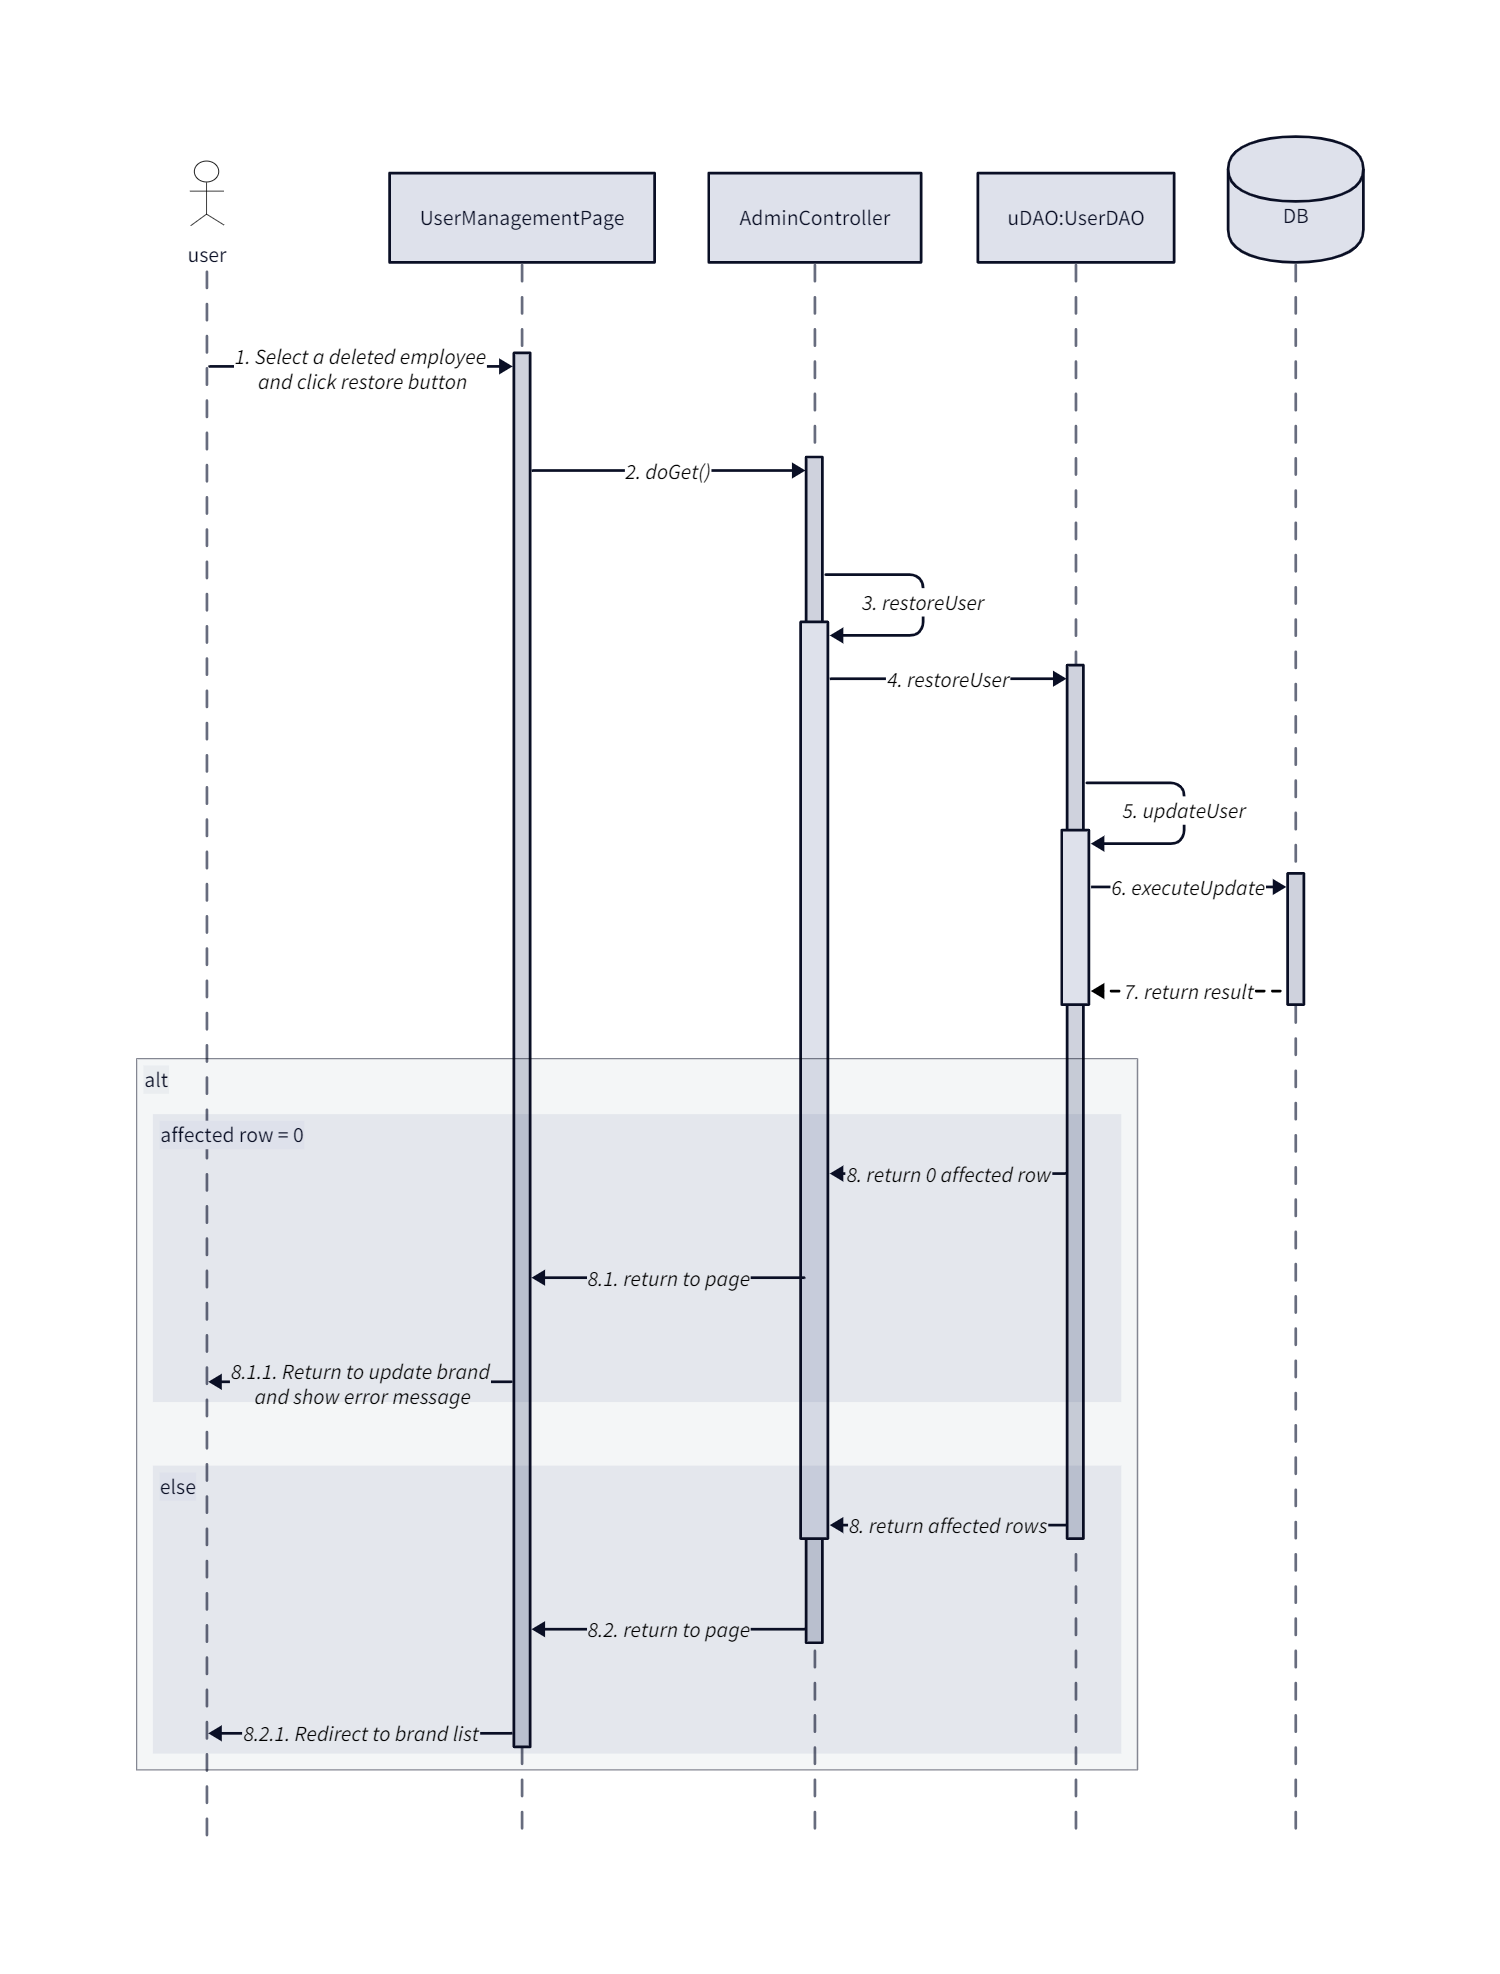 user
UserManagementPage
AdminController
uDAO:UserDAO
DB
1. Select a deleted employee
and click restore button
2. doGet()
3. restoreUser
4. restoreUser
5. updateUser
6. executeUpdate
7. return result
alt
affected row = 0
8. return 0 affected row
8.1. return to page
8.1.1. Return to update brand
and show error message
else
8. return affected rows
8.2. return to page
8.2.1. Redirect to brand list